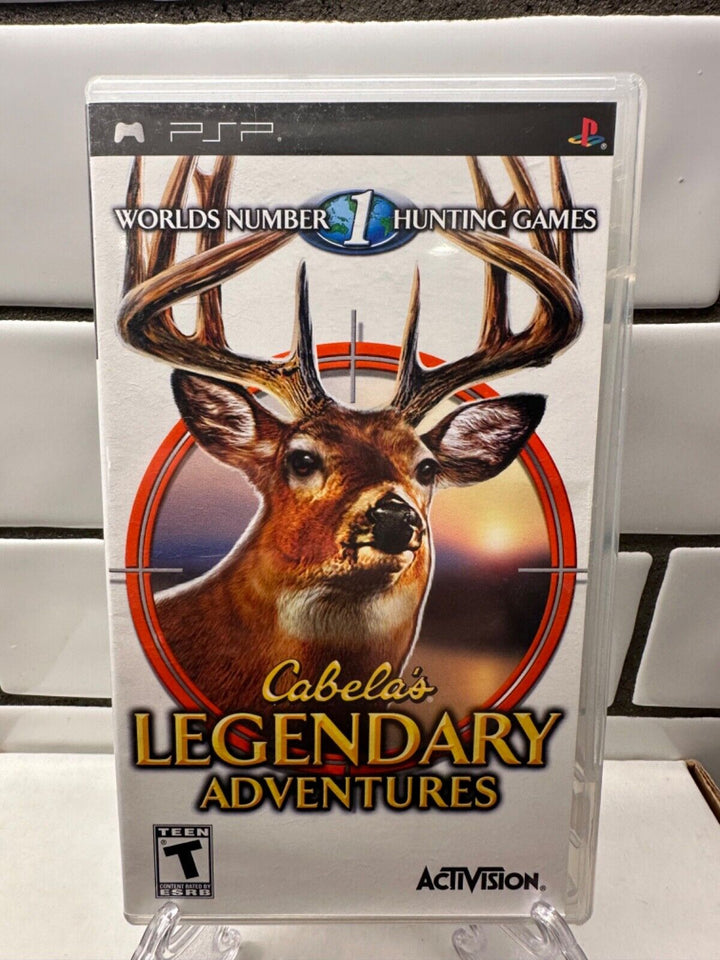 PSP
WORLDS NUMBER 1 HUNTING GAMES
Cabela's
LEGENDARY
ADVENTURES
TEEN
T
CONTENT RATED BY
ESRB
ACTIVISION